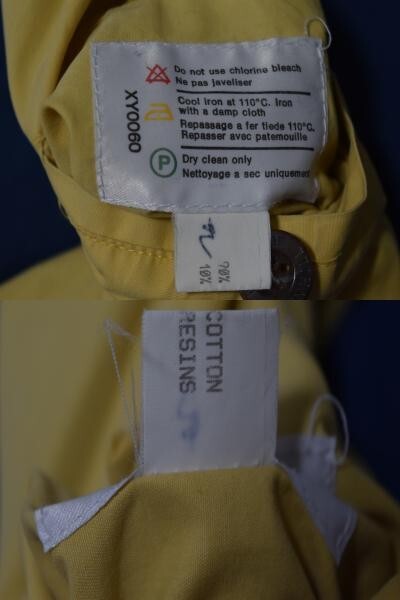 Do not use chlorine bleach
Ne pas javeliser
Cool iron at 110°C. Iron
with a damp cloth
Repassage a fer tiede 110°C.
Repasser avec patemouille
P
Dry clean only
Nettoyage a sec uniquement
XY0060
90%
10%
COTTON
RESINS